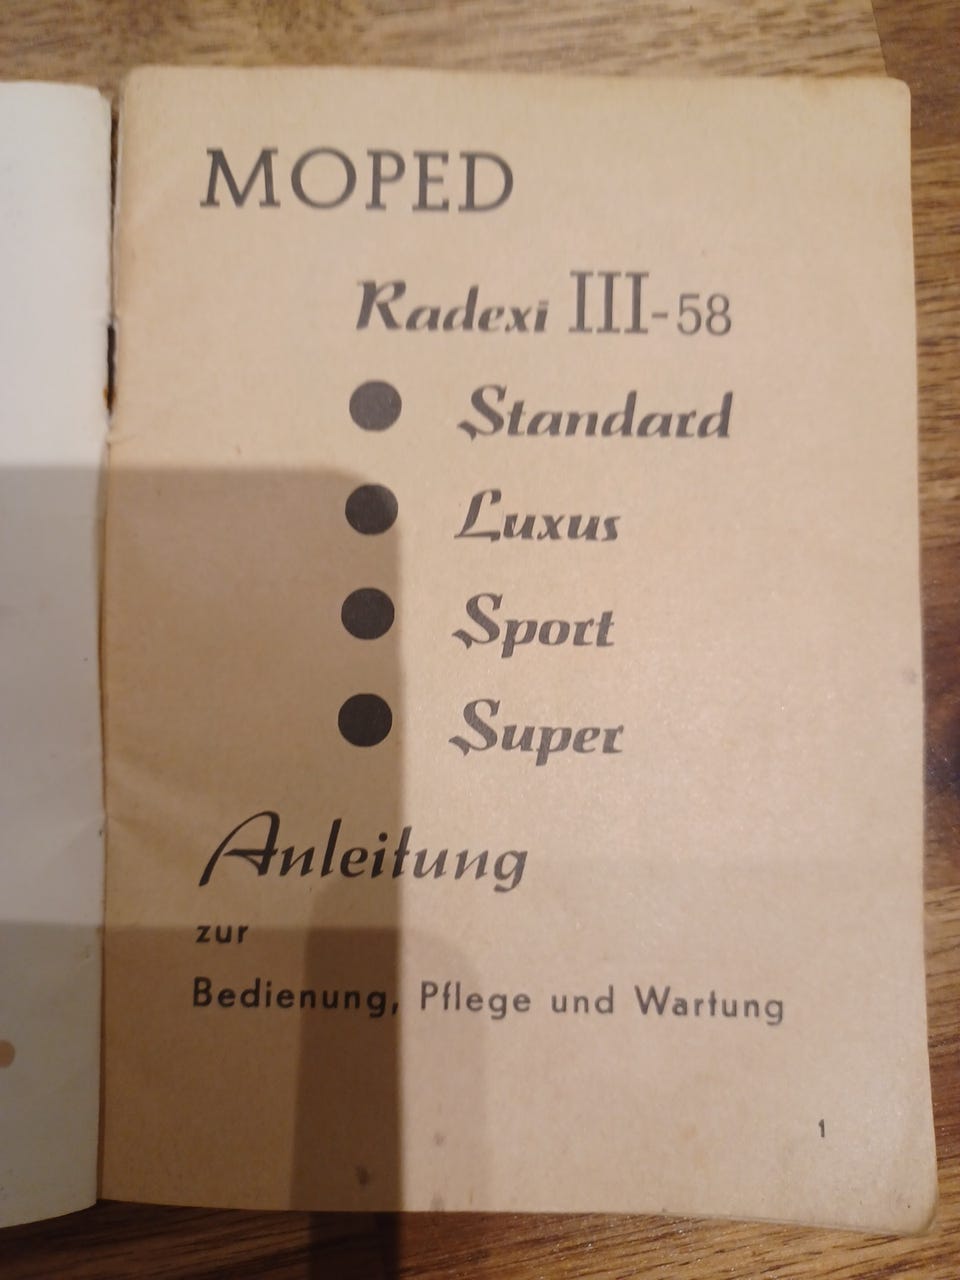 MOPED
Radexi III-58
● Standard
● Luxus
● Sport
● Super
Anleitung
zur
Bedienung, Pflege und Wartung
1